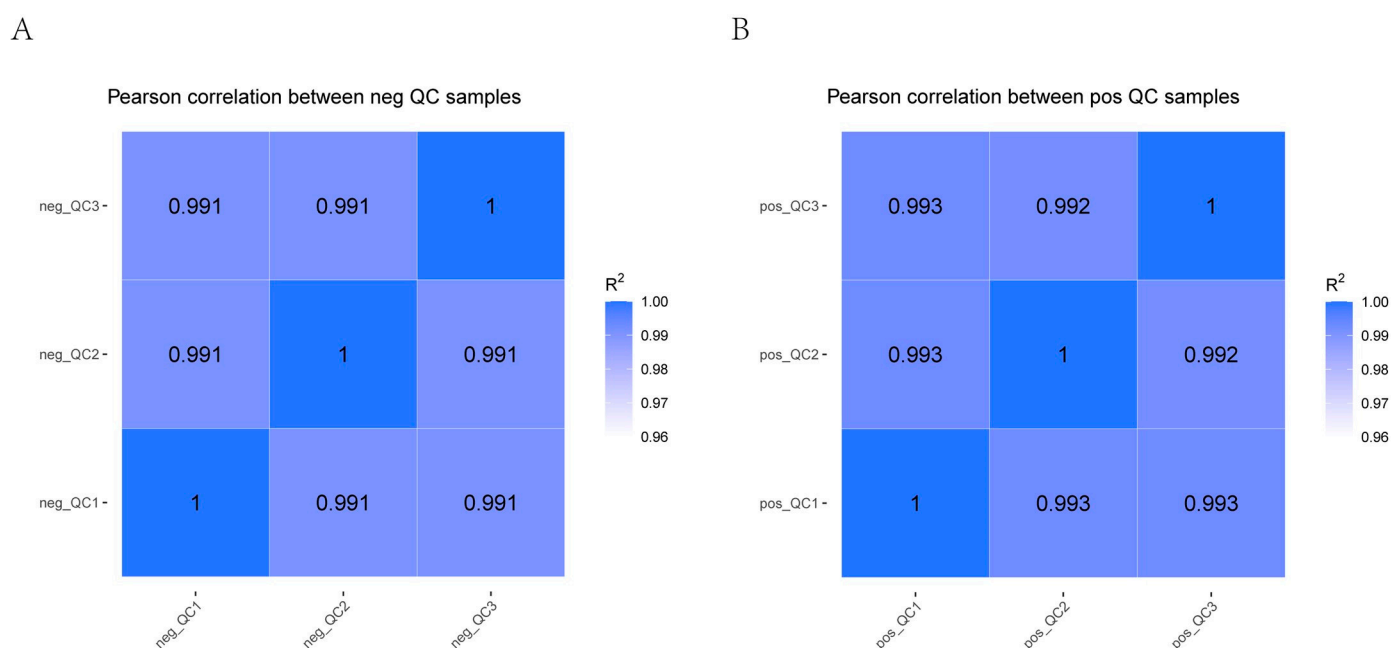 A
Pearson correlation between neg QC samples
neg_QC3
0.991
0.991
1
neg_QC2
0.991
1
0.991
neg_QC1
1
0.991
0.991
neg_QC1
neg_QC2
neg_QC3
R²
1.00
0.99
0.98
0.97
0.96
B
Pearson correlation between pos QC samples
pos_QC3
0.993
0.992
1
pos_QC2
0.993
1
0.992
pos_QC1
1
0.993
0.993
pos_QC1
pos_QC2
pos_QC3
R²
1.00
0.99
0.98
0.97
0.96